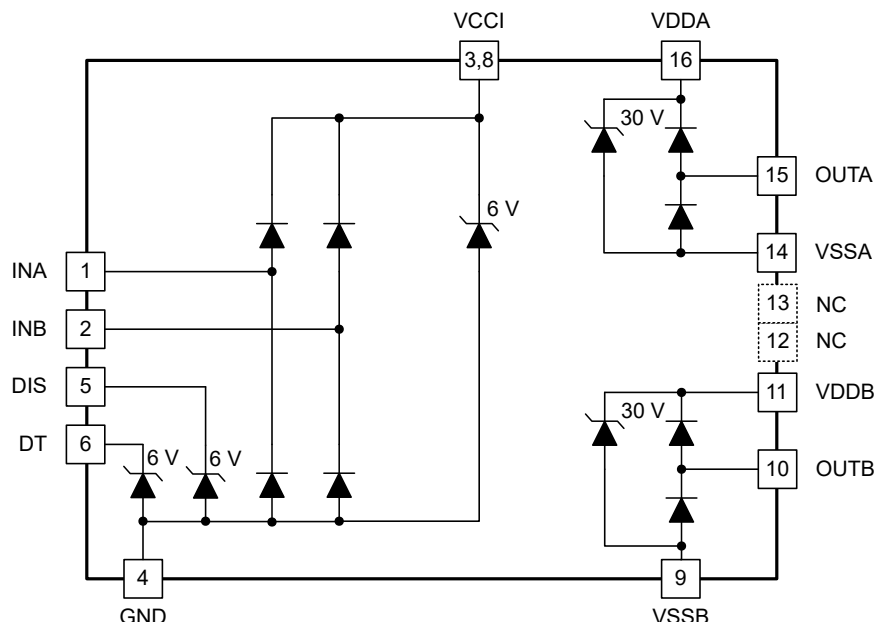 VCCI
VDDA
3,8
16
30 V
15
OUTA
6 V
14
VSSA
INA
1
13
NC
INB
2
12
NC
DIS
5
11
VDDB
30 V
DT
6
6 V
6 V
10
OUTB
4
9
GND
VSSB